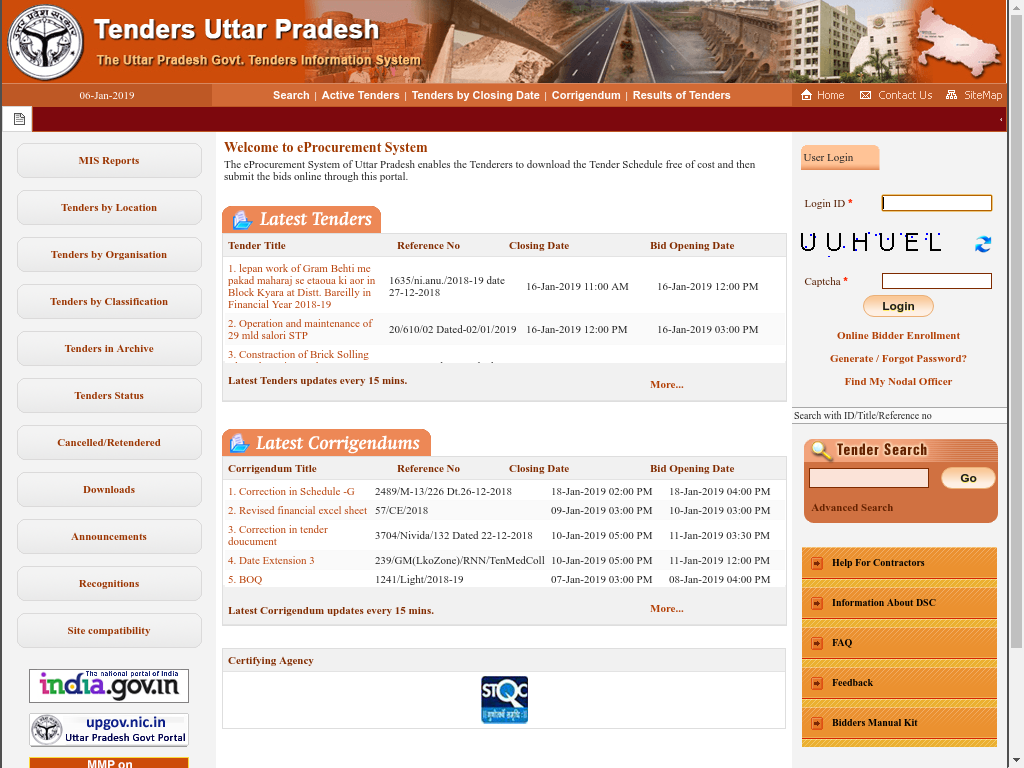 Tenders Uttar Pradesh
The Uttar Pradesh Govt. Tenders Information System
06-Jan-2019
Search | Active Tenders | Tenders by Closing Date | Corrigendum | Results of Tenders
Home Contact Us SiteMap
MIS Reports
Tenders by Location
Tenders by Organisation
Tenders by Classification
Tenders in Archive
Tenders Status
Cancelled/Retendered
Downloads
Announcements
Recognitions
Site compatibility
The national portal of India
india.gov.in
upgov.nic.in
Uttar Pradesh Govt Portal
MMP on
Welcome to eProcurement System
The eProcurement System of Uttar Pradesh enables the Tenderers to download the Tender Schedule free of cost and then
submit the bids online through this portal.
Latest Tenders
Tender Title Reference No Closing Date Bid Opening Date
1. lepan work of Gram Behti me
pakad maharaj se etaoua ki aor in
Block Kyara at Distt. Bareilly in
Financial Year 2018-19
1635/ni.anu./2018-19 date
27-12-2018
16-Jan-2019 11:00 AM 16-Jan-2019 12:00 PM
2. Operation and maintenance of
29 mld salori STP
20/610/02 Dated-02/01/2019 16-Jan-2019 12:00 PM 16-Jan-2019 03:00 PM
3. Constraction of Brick Solling
Latest Tenders updates every 15 mins.
More...
Latest Corrigendums
Corrigendum Title Reference No Closing Date Bid Opening Date
1. Correction in Schedule -G 2489/M-13/226 Dt.26-12-2018 18-Jan-2019 02:00 PM 18-Jan-2019 04:00 PM
2. Revised financial excel sheet 57/CE/2018 09-Jan-2019 03:00 PM 10-Jan-2019 03:00 PM
3. Correction in tender
doucument
3704/Nivida/132 Dated 22-12-2018 10-Jan-2019 05:00 PM 11-Jan-2019 03:30 PM
4. Date Extension 3 239/GM(LkoZone)/RNN/TenMedColl 10-Jan-2019 05:00 PM 11-Jan-2019 12:00 PM
5. BOQ 1241/Light/2018-19 07-Jan-2019 03:00 PM 08-Jan-2019 04:00 PM
Latest Corrigendum updates every 15 mins.
More...
Certifying Agency
STQC
User Login
Login ID *
UUHUEL
Captcha *
Login
Online Bidder Enrollment
Generate / Forgot Password?
Find My Nodal Officer
Search with ID/Title/Reference no
Tender Search
Go
Advanced Search
Help For Contractors
Information About DSC
FAQ
Feedback
Bidders Manual Kit